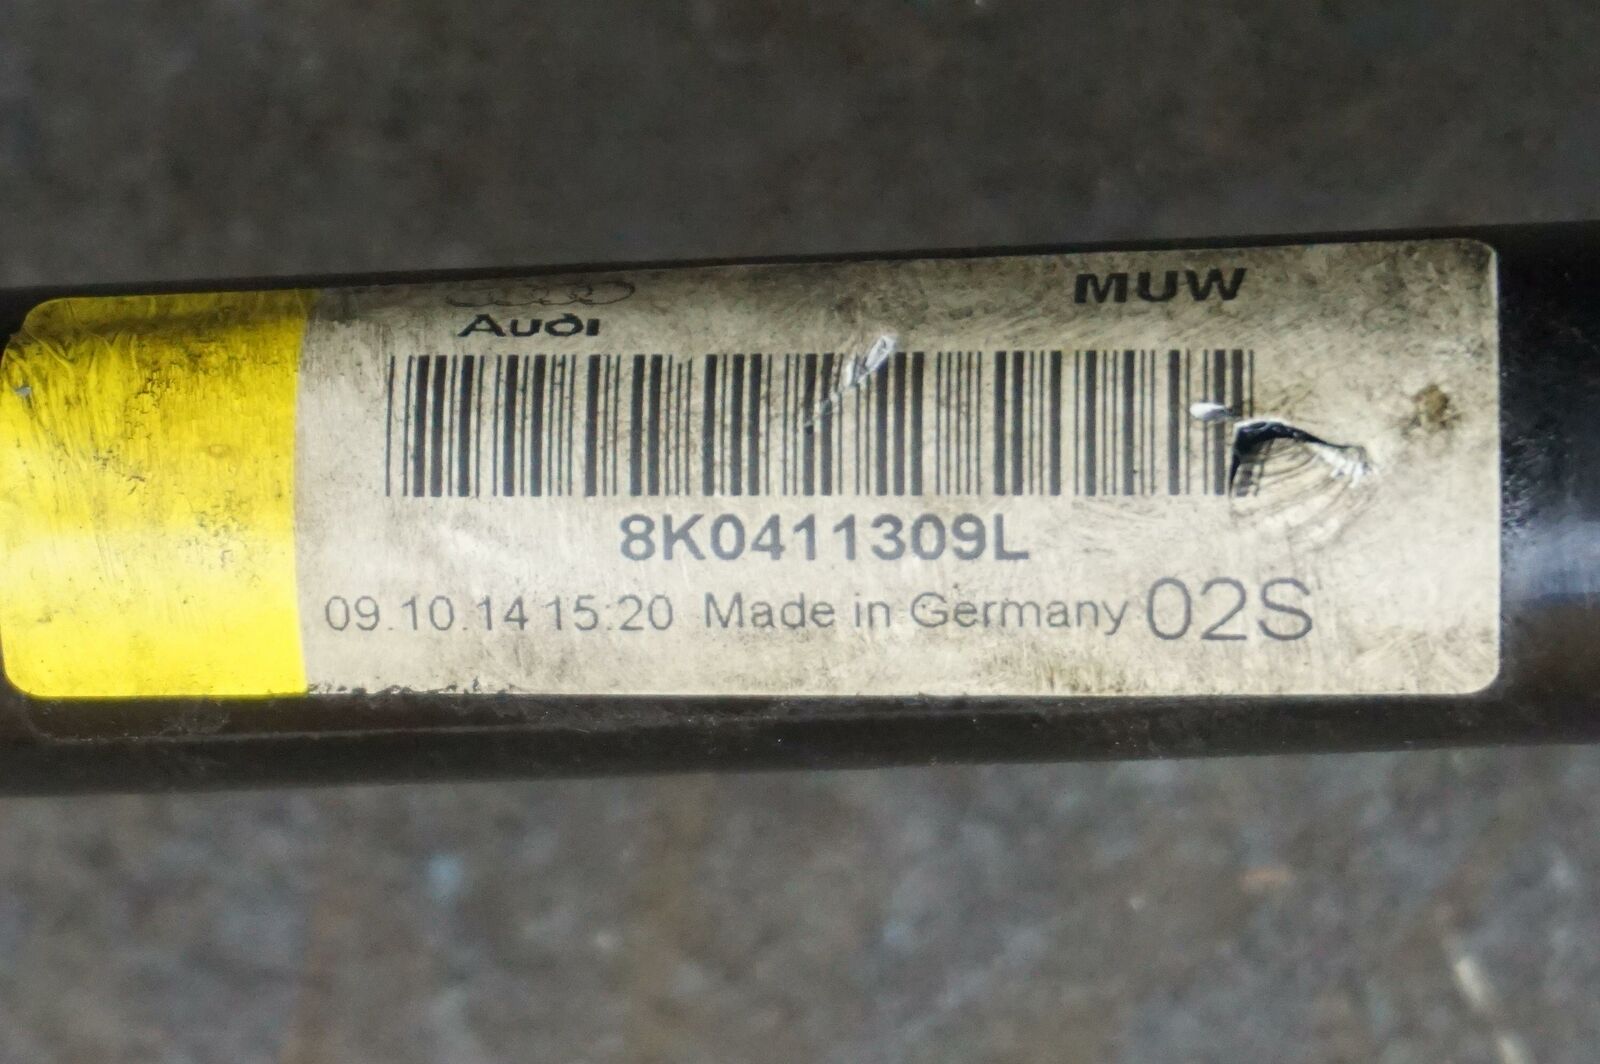 Audi MUW
8K0411309L
09.10.14 15:20 Made in Germany 02S